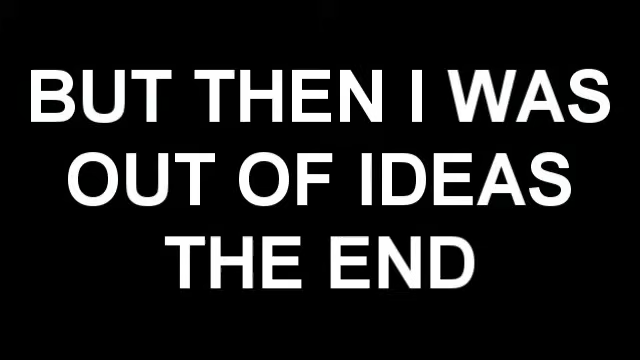 BUT THEN I WAS
OUT OF IDEAS
THE END